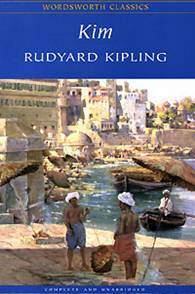 WORDSWORTH CLASSICS
Kim
RUDYARD KIPLING
COMPLETE AND UNABRIDGED